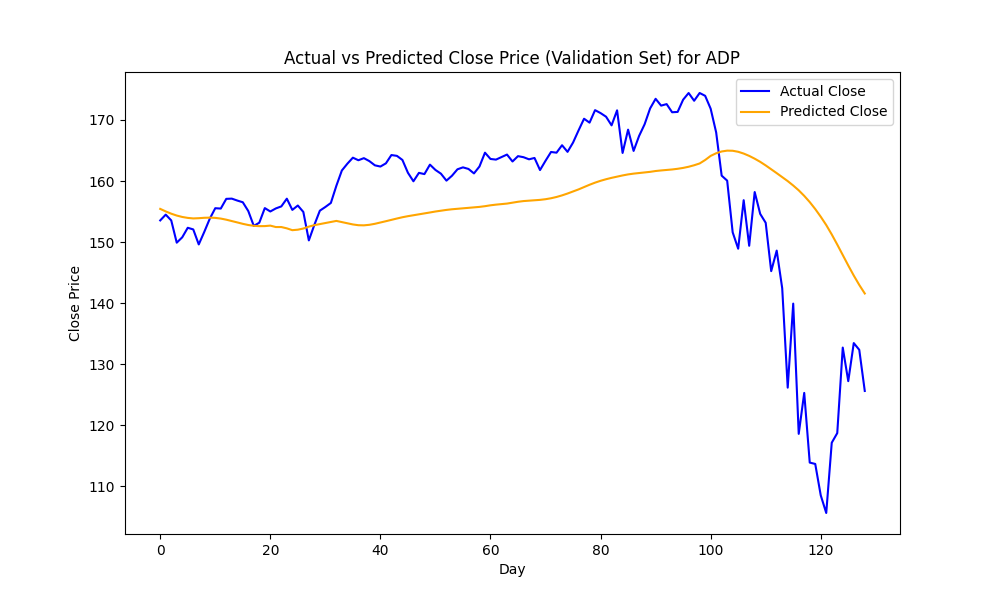 Actual vs Predicted Close Price (Validation Set) for ADP
Actual Close
Predicted Close
Close Price
170
160
150
140
130
120
110
0 20 40 60 80 100 120
Day